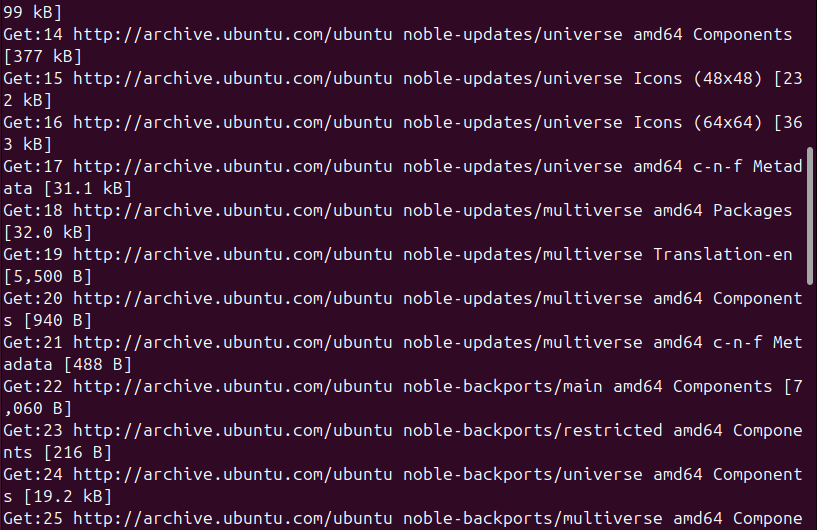 99 kB]
Get:14 http://archive.ubuntu.com/ubuntu noble-updates/universe amd64 Components
[377 kB]
Get:15 http://archive.ubuntu.com/ubuntu noble-updates/universe Icons (48x48) [23
2 kB]
Get:16 http://archive.ubuntu.com/ubuntu noble-updates/universe Icons (64x64) [36
3 kB]
Get:17 http://archive.ubuntu.com/ubuntu noble-updates/universe amd64 c-n-f Metad
ata [31.1 kB]
Get:18 http://archive.ubuntu.com/ubuntu noble-updates/multiverse amd64 Packages
[32.0 kB]
Get:19 http://archive.ubuntu.com/ubuntu noble-updates/multiverse Translation-en
[5,500 B]
Get:20 http://archive.ubuntu.com/ubuntu noble-updates/multiverse amd64 Component
s [940 B]
Get:21 http://archive.ubuntu.com/ubuntu noble-updates/multiverse amd64 c-n-f Met
adata [488 B]
Get:22 http://archive.ubuntu.com/ubuntu noble-backports/main amd64 Components [7
,060 B]
Get:23 http://archive.ubuntu.com/ubuntu noble-backports/restricted amd64 Compone
nts [216 B]
Get:24 http://archive.ubuntu.com/ubuntu noble-backports/universe amd64 Component
s [19.2 kB]
Get:25 http://archive.ubuntu.com/ubuntu noble-backports/multiverse amd64 Compone